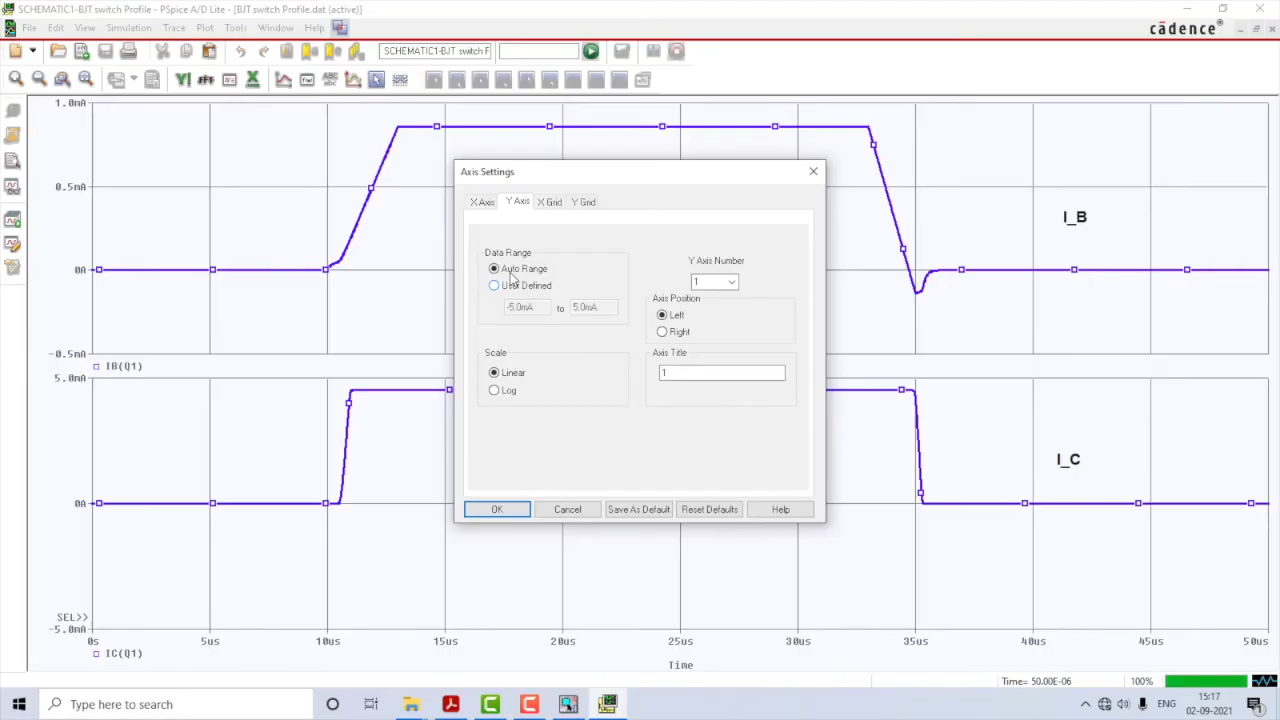 SCHEMATIC1-BJT switch Profile - PSpice A/D Lite - [BJT switch Profile.dat (active)]
File Edit View Simulation Trace Plot Tools Window Help
cādence®
SCHEMATIC1-BJT switch F
1.0mA
0.5mA
0A
-0.5mA
IB(Q1)
I_B
Axis Settings
X Axis Y Axis X Grid Y Grid
Data Range
Auto Range
User Defined
-5.0mA to 5.0mA
Y Axis Number
1
Axis Position
Left
Right
Scale
Linear
Log
Axis Title
1
OK Cancel Save As Default Reset Defaults Help
5.0mA
0A
SEL>>
-5.0mA
I_C
0s 5us 10us 15us 20us 25us 30us 35us 40us 45us 50us
IC(Q1)
Time
Time= 50.00E-06 100%
Type here to search
ENG
15:17
02-09-2021
1